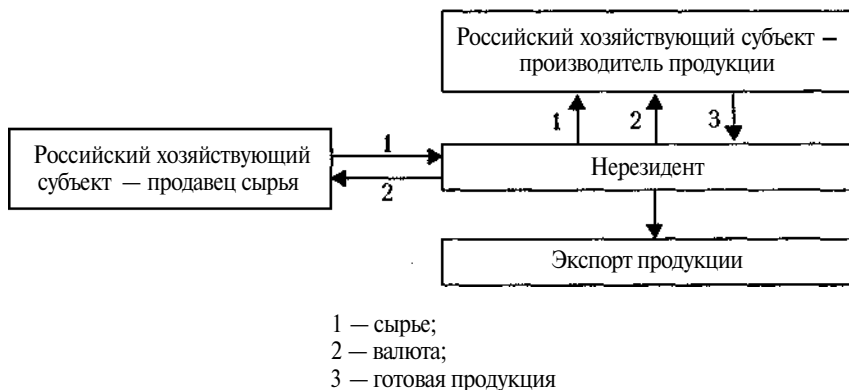 Российский хозяйствующий субъект –
производитель продукции
1
2
3
Российский хозяйствующий
субъект — продавец сырья
1
2
Нерезидент
Экспорт продукции
1 — сырье;
2 — валюта;
3 — готовая продукция